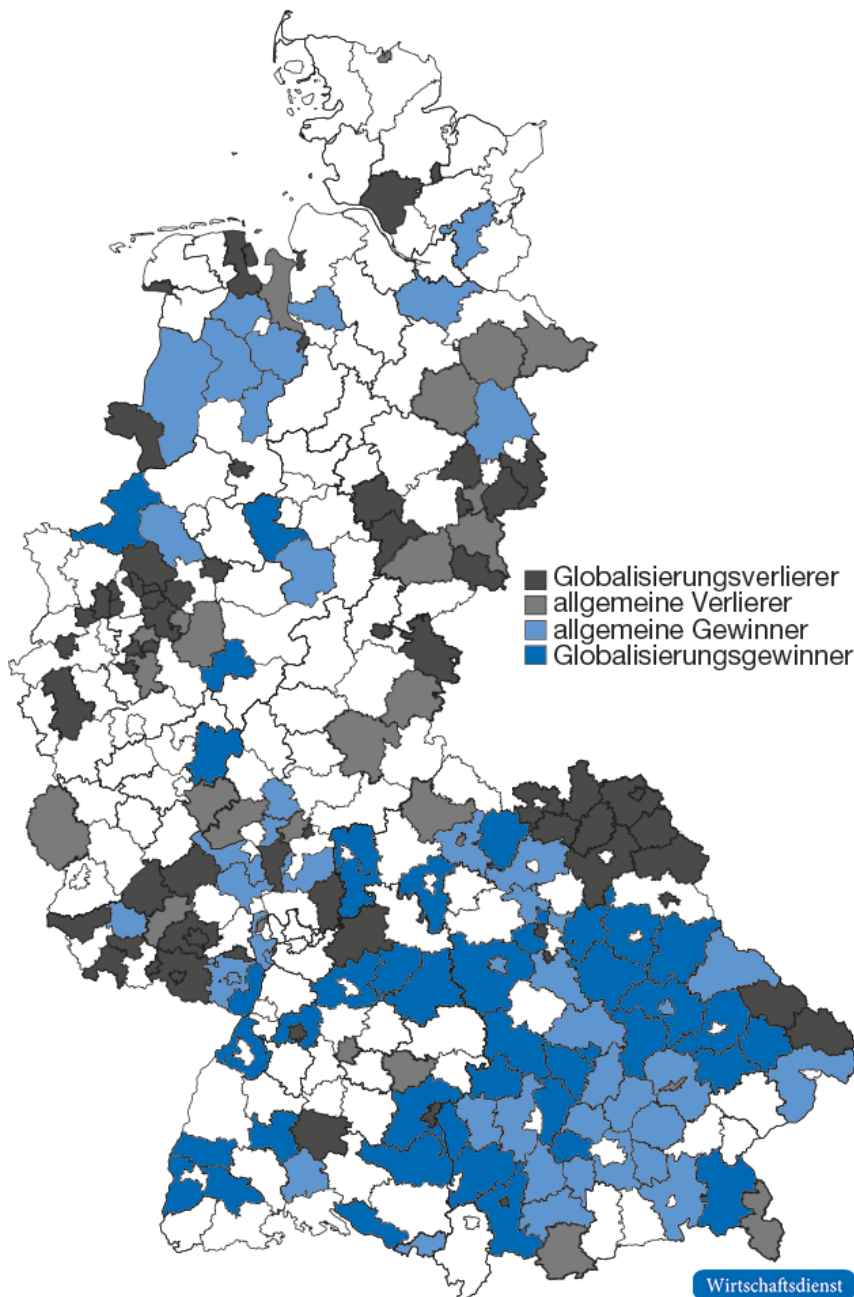 Globalisierungsverlierer
allgemeine Verlierer
allgemeine Gewinner
Globalisierungsgewinner
Wirtschaftsdienst